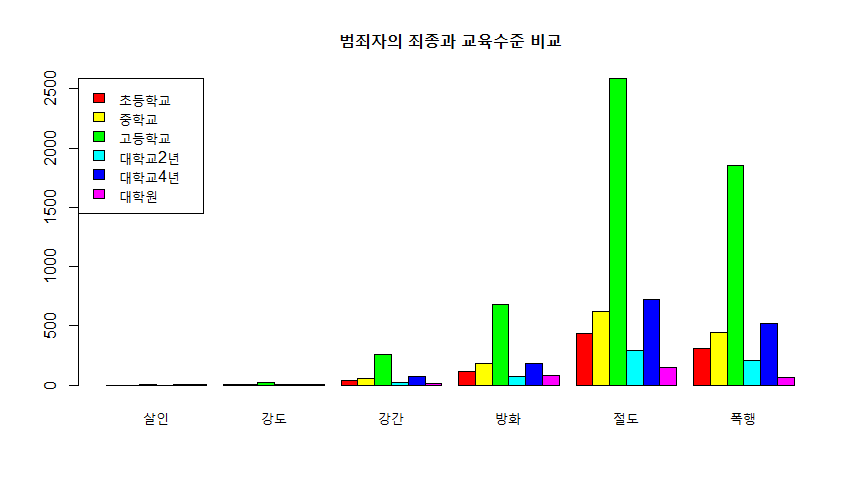 범죄자의 죄종과 교육수준 비교
2500
2000
1500
1000
500
0
초등학교
중학교
고등학교
대학교2년
대학교4년
대학원
살인 강도 강간 방화 절도 폭행